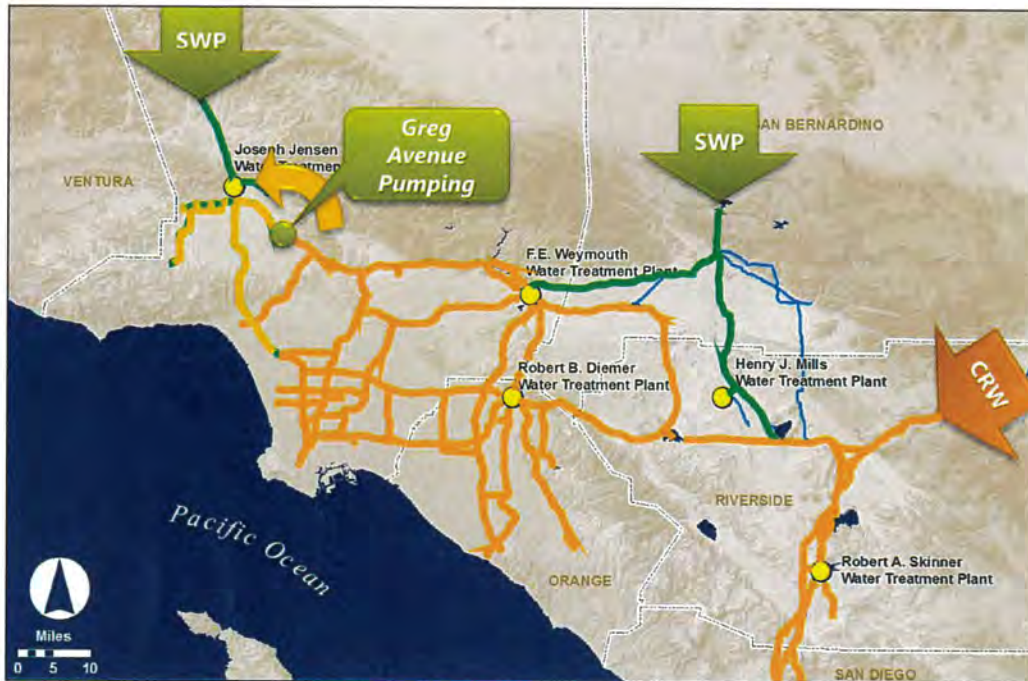 SWP
Greg
Avenue
Pumping
Joseph Jensen
Water Treatmen
VENTURA
SWP
SAN BERNARDINO
F.E. Weymouth
Water Treatment Plant
Robert B. Diemer
Water Treatment Plant
Henry J. Mills
Water Treatment Plant
CRW
RIVERSIDE
Pacific Ocean
ORANGE
Robert A. Skinner
Water Treatment Plant
Miles
0 5 10
SAN DIEGO